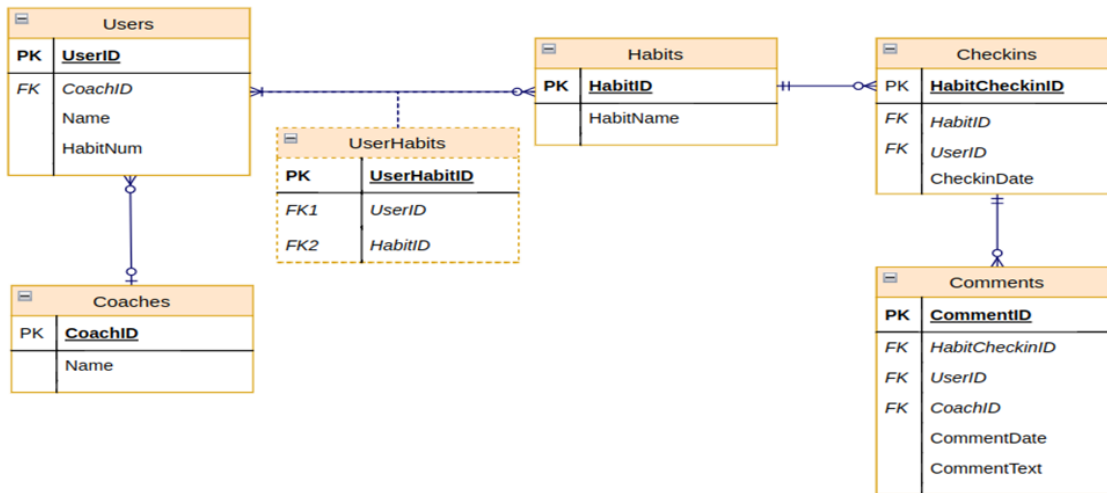 Users
PK UserID
FK CoachID
Name
HabitNum
Habits
PK HabitID
HabitName
Checkins
PK HabitCheckinID
FK HabitID
FK UserID
CheckinDate
UserHabits
PK UserHabitID
FK1 UserID
FK2 HabitID
Coaches
PK CoachID
Name
Comments
PK CommentID
FK HabitCheckinID
FK UserID
FK CoachID
CommentDate
CommentText